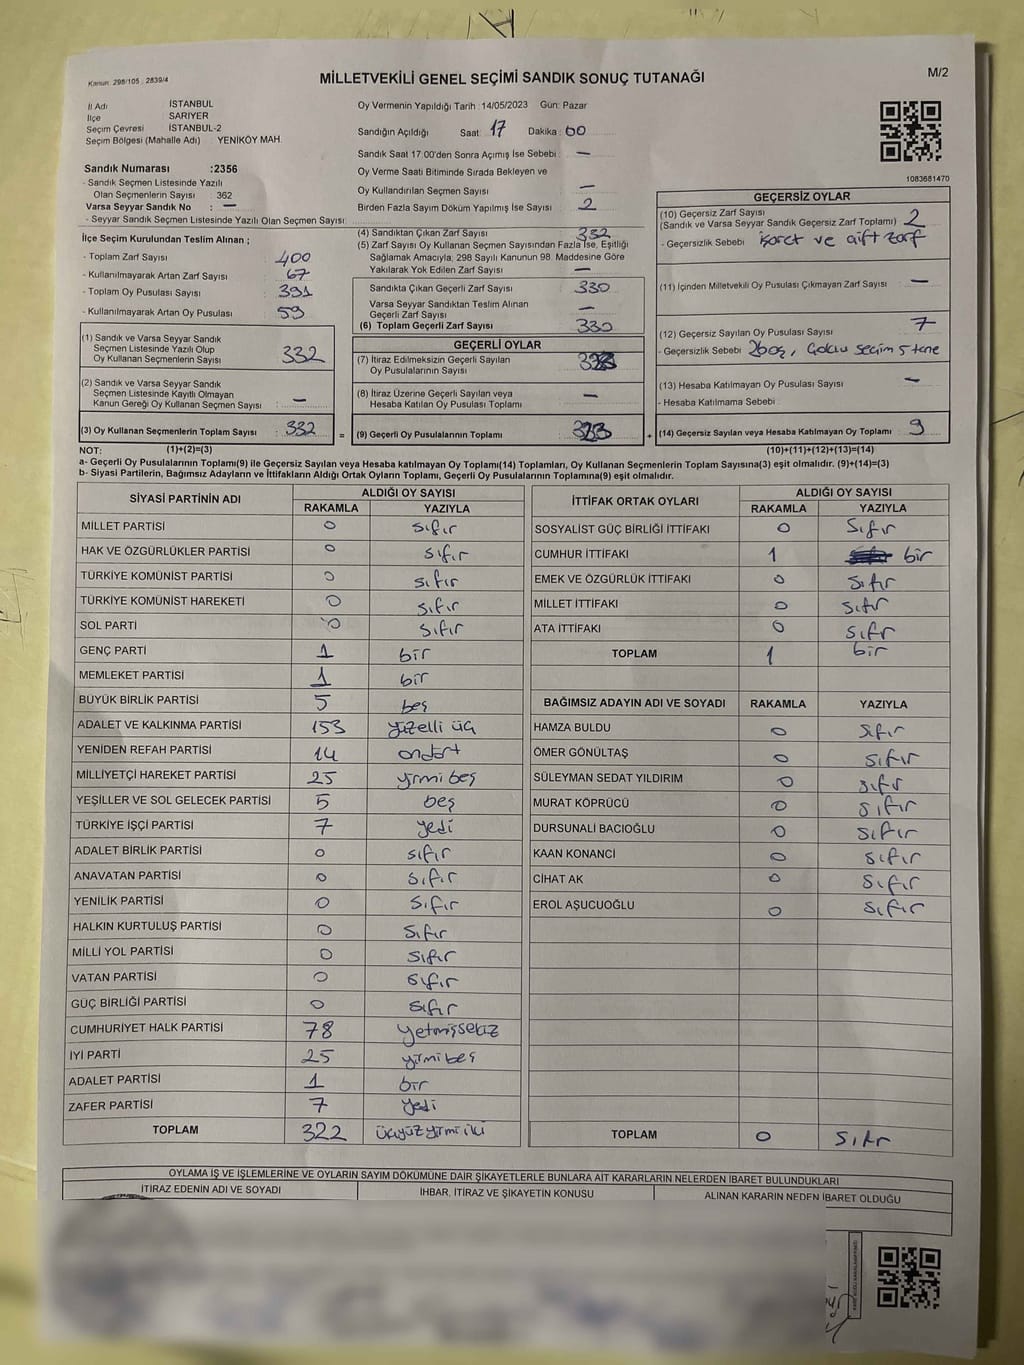 Kanun: 298/105 : 2839/4
MİLLETVEKİLİ GENEL SEÇİMİ SANDIK SONUÇ TUTANAĞI
M/2
İl Adı İSTANBUL
İlçe SARIYER
Seçim Çevresi İSTANBUL-2
Seçim Bölgesi (Mahalle Adı) : YENİKÖY MAH.
Sandık Numarası :2356
- Sandık Seçmen Listesinde Yazılı
Olan Seçmenlerin Sayısı : 362
Varsa Seyyar Sandık No : —
- Seyyar Sandık Seçmen Listesinde Yazılı Olan Seçmen Sayısı:
Oy Vermenin Yapıldığı Tarih : 14/05/2023 Gün: Pazar
Sandığın Açıldığı Saat: 17 Dakika: 00
Sandık Saat 17:00'den Sonra Açımış İse Sebebi: —
Oy Verme Saati Bitiminde Sırada Bekleyen ve
Oy Kullandırılan Seçmen Sayısı —
Birden Fazla Sayım Döküm Yapılmış İse Sayısı : 2
1083681470
İlçe Seçim Kurulundan Teslim Alınan ;
- Toplam Zarf Sayısı : 400
- Kullanılmayarak Artan Zarf Sayısı : 67
- Toplam Oy Pusulası Sayısı : 391
- Kullanılmayarak Artan Oy Pusulası : 59
(1) Sandık ve Varsa Seyyar Sandık
Seçmen Listesinde Yazılı Olup
Oy Kullanan Seçmenlerin Sayısı : 332
(2) Sandık ve Varsa Seyyar Sandık
Seçmen Listesinde Kayıtlı Olmayan
Kanun Gereği Oy Kullanan Seçmen Sayısı : —
(3) Oy Kullanan Seçmenlerin Toplam Sayısı : 332
(4) Sandıktan Çıkan Zarf Sayısı : 332
(5) Zarf Sayısı Oy Kullanan Seçmen Sayısından Fazla İse, Eşitliği
Sağlamak Amacıyla, 298 Sayılı Kanunun 98. Maddesine Göre
Yakılarak Yok Edilen Zarf Sayısı : —
Sandıkta Çıkan Geçerli Zarf Sayısı : 330
Varsa Seyyar Sandıktan Teslim Alınan
Geçerli Zarf Sayısı : —
(6) Toplam Geçerli Zarf Sayısı : 330
GEÇERLİ OYLAR
(7) İtiraz Edilmeksizin Geçerli Sayılan
Oy Pusulalarının Sayısı : 323
(8) İtiraz Üzerine Geçerli Sayılan veya
Hesaba Katılan Oy Pusulası Toplamı : —
= (9) Geçerli Oy Pusulalarının Toplamı : 323
GEÇERSİZ OYLAR
(10) Geçersiz Zarf Sayısı
(Sandık ve Varsa Seyyar Sandık Geçersiz Zarf Toplamı) : 2
- Geçersizlik Sebebi : işaret ve çift zarf
(11) İçinden Milletvekili Oy Pusulası Çıkmayan Zarf Sayısı : —
(12) Geçersiz Sayılan Oy Pusulası Sayısı : 7
- Geçersizlik Sebebi : 2boş, Çoklu seçim 5 tane
(13) Hesaba Katılmayan Oy Pusulası Sayısı : —
- Hesaba Katılmama Sebebi :
+ (14) Geçersiz Sayılan veya Hesaba Katılmayan Oy Toplamı : 9
NOT: (1)+(2)=(3) (10)+(11)+(12)+(13)=(14)
a- Geçerli Oy Pusulalarının Toplamı(9) ile Geçersiz Sayılan veya Hesaba katılmayan Oy Toplamı(14) Toplamları, Oy Kullanan Seçmenlerin Toplam Sayısına(3) eşit olmalıdır. (9)+(14)=(3)
b- Siyasi Partilerin, Bağımsız Adayların ve İttifakların Aldığı Ortak Oyların Toplamı, Geçerli Oy Pusulalarının Toplamına(9) eşit olmalıdır.
SİYASİ PARTİNİN ADI ALDIĞI OY SAYISI
RAKAMLA YAZIYLA
MİLLET PARTİSİ 0 sıfır
HAK VE ÖZGÜRLÜKLER PARTİSİ 0 sıfır
TÜRKİYE KOMÜNİST PARTİSİ 0 sıfır
TÜRKİYE KOMÜNİST HAREKETİ 0 sıfır
SOL PARTİ 0 sıfır
GENÇ PARTİ 1 bir
MEMLEKET PARTİSİ 1 bir
BÜYÜK BİRLİK PARTİSİ 5 beş
ADALET VE KALKINMA PARTİSİ 153 yüzelli üç
YENİDEN REFAH PARTİSİ 14 ondört
MİLLİYETÇİ HAREKET PARTİSİ 25 yirmi beş
YEŞİLLER VE SOL GELECEK PARTİSİ 5 beş
TÜRKİYE İŞÇİ PARTİSİ 7 yedi
ADALET BİRLİK PARTİSİ 0 sıfır
ANAVATAN PARTİSİ 0 sıfır
YENİLİK PARTİSİ 0 sıfır
HALKIN KURTULUŞ PARTİSİ 0 sıfır
MİLLİ YOL PARTİSİ 0 sıfır
VATAN PARTİSİ 0 sıfır
GÜÇ BİRLİĞİ PARTİSİ 0 sıfır
CUMHURİYET HALK PARTİSİ 78 yetmişsekiz
İYİ PARTİ 25 yirmibeş
ADALET PARTİSİ 1 bir
ZAFER PARTİSİ 7 yedi
TOPLAM 322 üçyüzyirmiiki
İTTİFAK ORTAK OYLARI ALDIĞI OY SAYISI
RAKAMLA YAZIYLA
SOSYALİST GÜÇ BİRLİĞİ İTTİFAKI 0 sıfır
CUMHUR İTTİFAKI 1 bir
EMEK VE ÖZGÜRLÜK İTTİFAKI 0 sıfır
MİLLET İTTİFAKI 0 sıfır
ATA İTTİFAKI 0 sıfır
TOPLAM 1 bir
BAĞIMSIZ ADAYIN ADI VE SOYADI RAKAMLA YAZIYLA
HAMZA BULDU 0 sıfır
ÖMER GÖNÜLTAŞ 0 sıfır
SÜLEYMAN SEDAT YILDIRIM 0 sıfır
MURAT KÖPRÜCÜ 0 sıfır
DURSUNALİ BACIOĞLU 0 sıfır
KAAN KONANCİ 0 sıfır
CİHAT AK 0 sıfır
EROL AŞUCUOĞLU 0 sıfır
TOPLAM 0 sıfır
OYLAMA İŞ VE İŞLEMLERİNE VE OYLARIN SAYIM DÖKÜMÜNE DAİR ŞİKAYETLERLE BUNLARA AİT KARARLARIN NELERDEN İBARET BULUNDUKLARI
İTİRAZ EDENİN ADI VE SOYADI İHBAR, İTİRAZ VE ŞİKAYETİN KONUSU ALINAN KARARIN NEDEN İBARET OLDUĞU